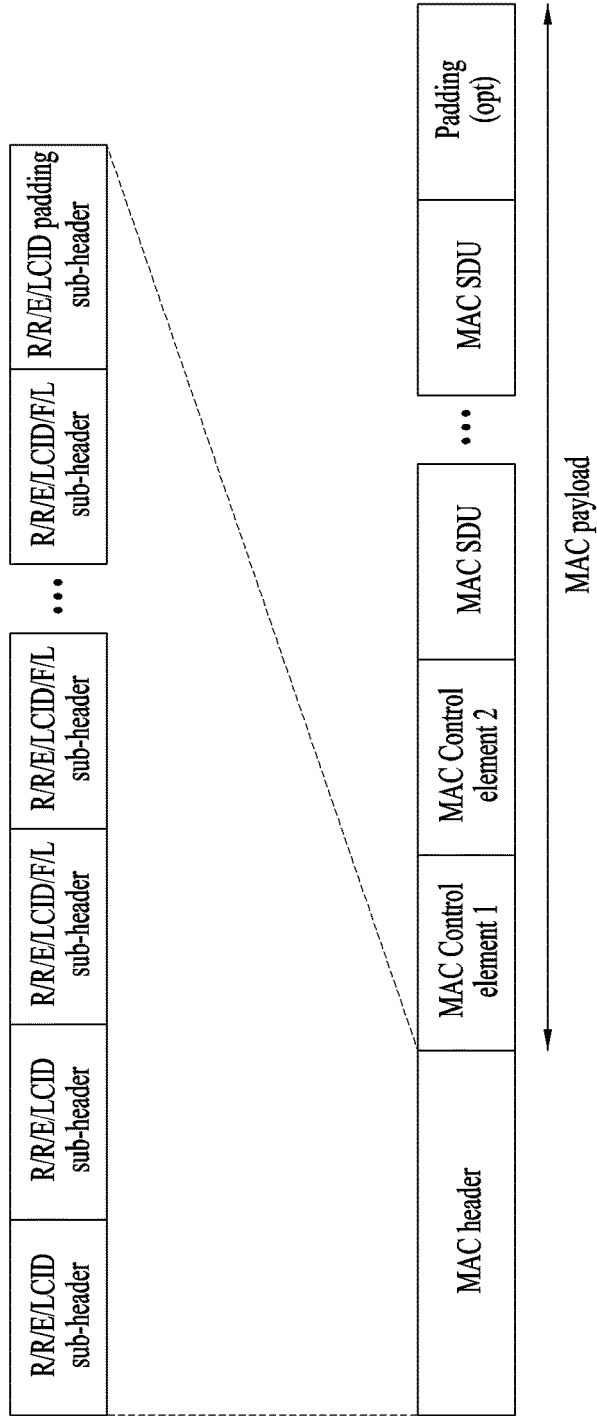 R/R/E/LCID
sub-header
R/R/E/LCID
sub-header
R/R/E/LCID/F/L
sub-header
R/R/E/LCID/F/L
sub-header
•••
R/R/E/LCID/F/L
sub-header
R/R/E/LCID padding
sub-header
MAC header
MAC Control
element 1
MAC Control
element 2
MAC SDU
•••
MAC SDU
Padding
(opt)
MAC payload